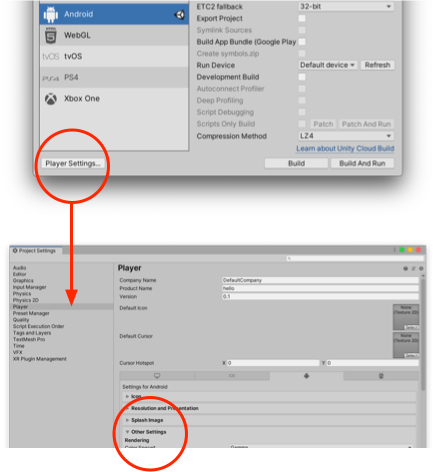 ETC2 fallback 32-bit
Android
Export Project
Symlink Sources
WebGL
Build App Bundle (Google Play
Create symbols.zip
tvOS tvOS
Run Device Default device Refresh
Development Build
PS4 PS4
Autoconnect Profiler
Deep Profiling
Xbox One
Script Debugging
Scripts Only Build Patch Patch And Run
Compression Method LZ4
Learn about Unity Cloud Build
Player Settings... Build Build And Run
Project Settings
Audio
Editor
Graphics
Input Manager
Physics
Physics 2D
Player
Preset Manager
Quality
Script Execution Order
Tags and Layers
TextMesh Pro
Time
VFX
XR Plugin Management
Player
Company Name DefaultCompany
Product Name hello
Version 0.1
Default Icon
None
(Texture 2D)
Select
Default Cursor
None
(Texture 2D)
Select
Cursor Hotspot X 0 Y 0
Settings for Android
Icon
Resolution and Presentation
Splash Image
Other Settings
Rendering
Color Space* Gamma